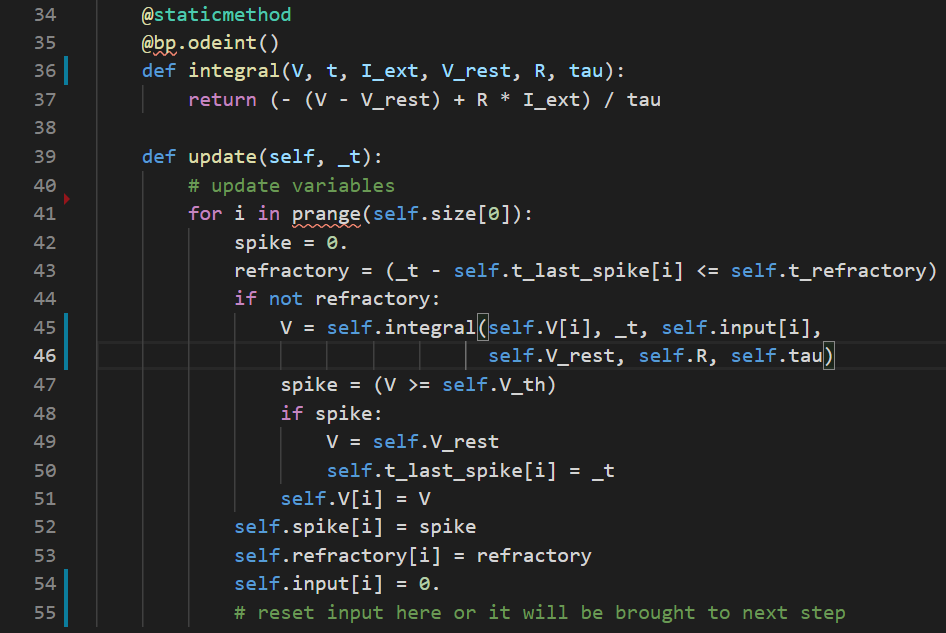 34 @staticmethod
35 @bp.odeint()
36 def integral(V, t, I_ext, V_rest, R, tau):
37 return (- (V - V_rest) + R * I_ext) / tau
38
39 def update(self, _t):
40 # update variables
41 for i in prange(self.size[0]):
42 spike = 0.
43 refractory = (_t - self.t_last_spike[i] <= self.t_refractory)
44 if not refractory:
45 V = self.integral(self.V[i], _t, self.input[i],
46 self.V_rest, self.R, self.tau)
47 spike = (V >= self.V_th)
48 if spike:
49 V = self.V_rest
50 self.t_last_spike[i] = _t
51 self.V[i] = V
52 self.spike[i] = spike
53 self.refractory[i] = refractory
54 self.input[i] = 0.
55 # reset input here or it will be brought to next step